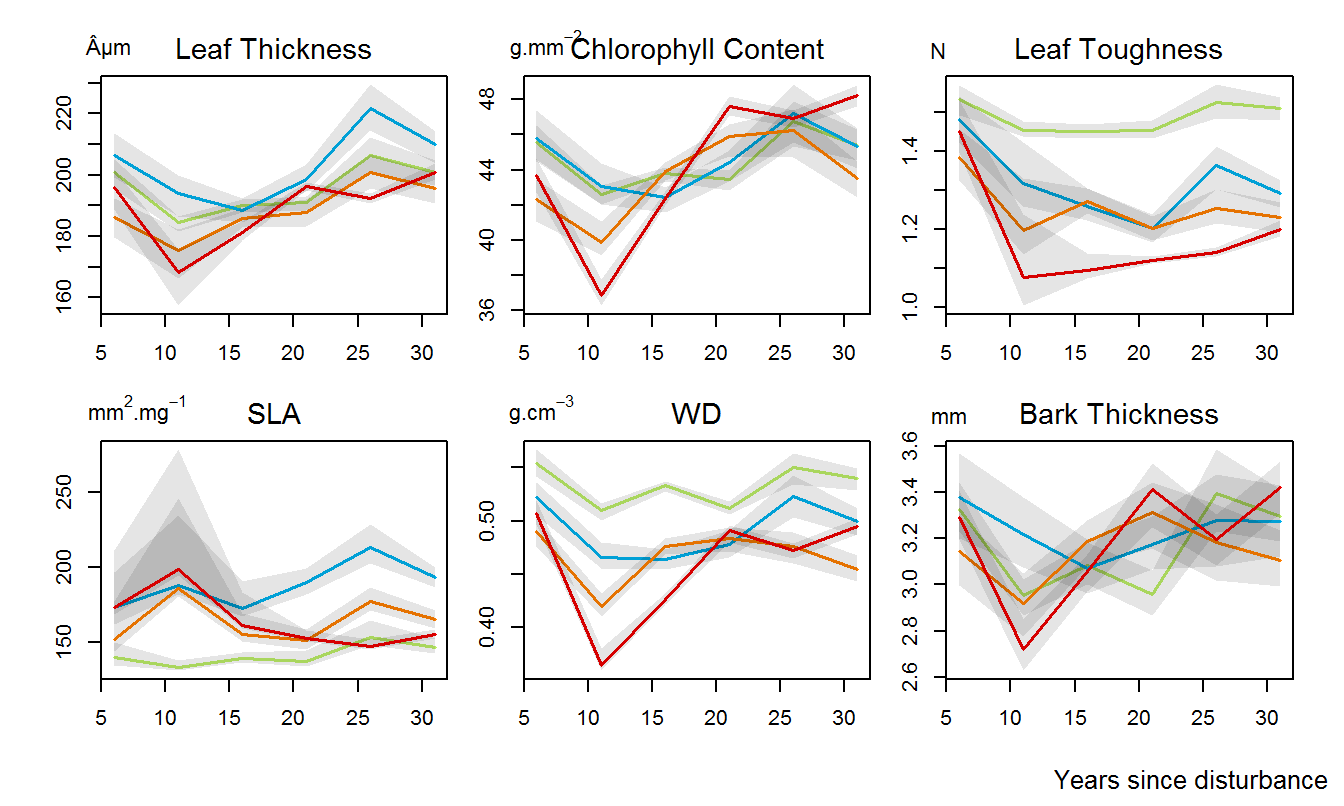 Âµm Leaf Thickness
160 180 200 220
5 10 15 20 25 30
g.mm⁻² Chlorophyll Content
36 40 44 48
5 10 15 20 25 30
N Leaf Toughness
1.0 1.2 1.4
5 10 15 20 25 30
mm².mg⁻¹ SLA
150 200 250
5 10 15 20 25 30
g.cm⁻³ WD
0.40 0.50
5 10 15 20 25 30
mm Bark Thickness
2.6 2.8 3.0 3.2 3.4 3.6
5 10 15 20 25 30
Years since disturbance